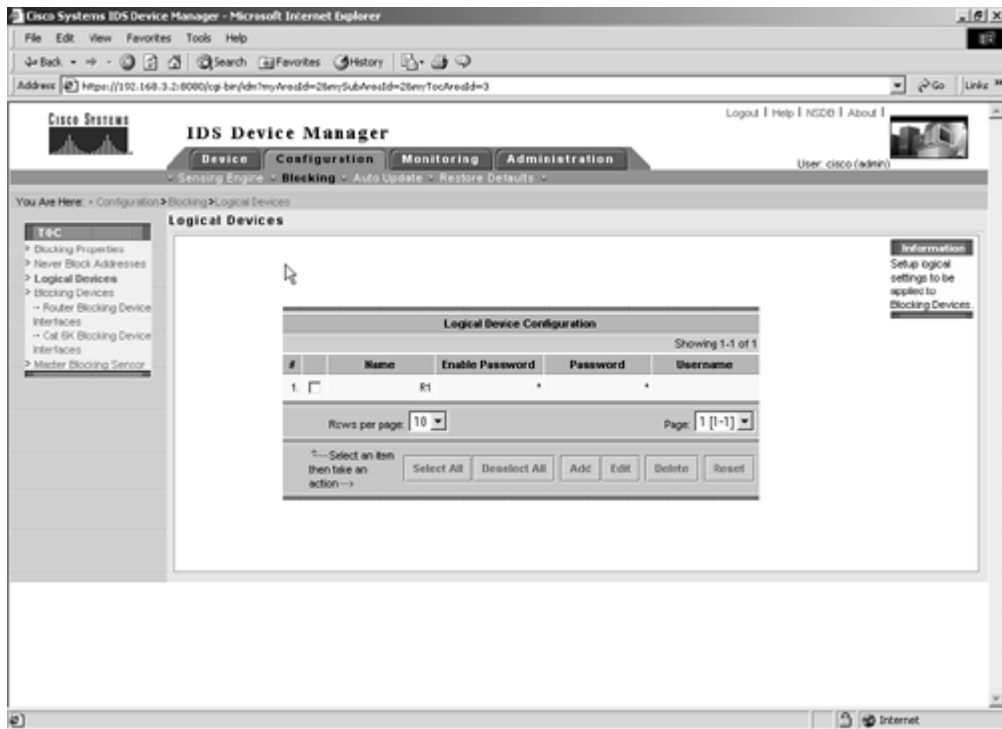 Cisco Systems IDS Device Manager - Microsoft Internet Explorer
File Edit View Favorites Tools Help
Back Search Favorites History
Address https://192.168.3.2:8080/cgi-bin/idm?myAreaId=2&mySubAreaId=2&myTocAreaId=3 Go Links
Cisco Systems
IDS Device Manager
Logout | Help | NSDB | About |
Device Configuration Monitoring Administration
User: cisco (admin)
Sensing Engine Blocking Auto Update Restore Defaults
You Are Here: Configuration > Blocking > Logical Devices
Logical Devices
TOC
Blocking Properties
Never Block Addresses
Logical Devices
Blocking Devices
Router Blocking Device
Interfaces
Cat 6K Blocking Device
Interfaces
Master Blocking Sensor
Logical Device Configuration
Showing 1-1 of 1
# Name Enable Password Password Username
1. R1 * *
Rows per page: 10 Page: 1 [1-1]
Select an item
then take an
action --> Select All Deselect All Add Edit Delete Reset
Information
Setup logical
settings to be
applied to
Blocking Devices.
Internet